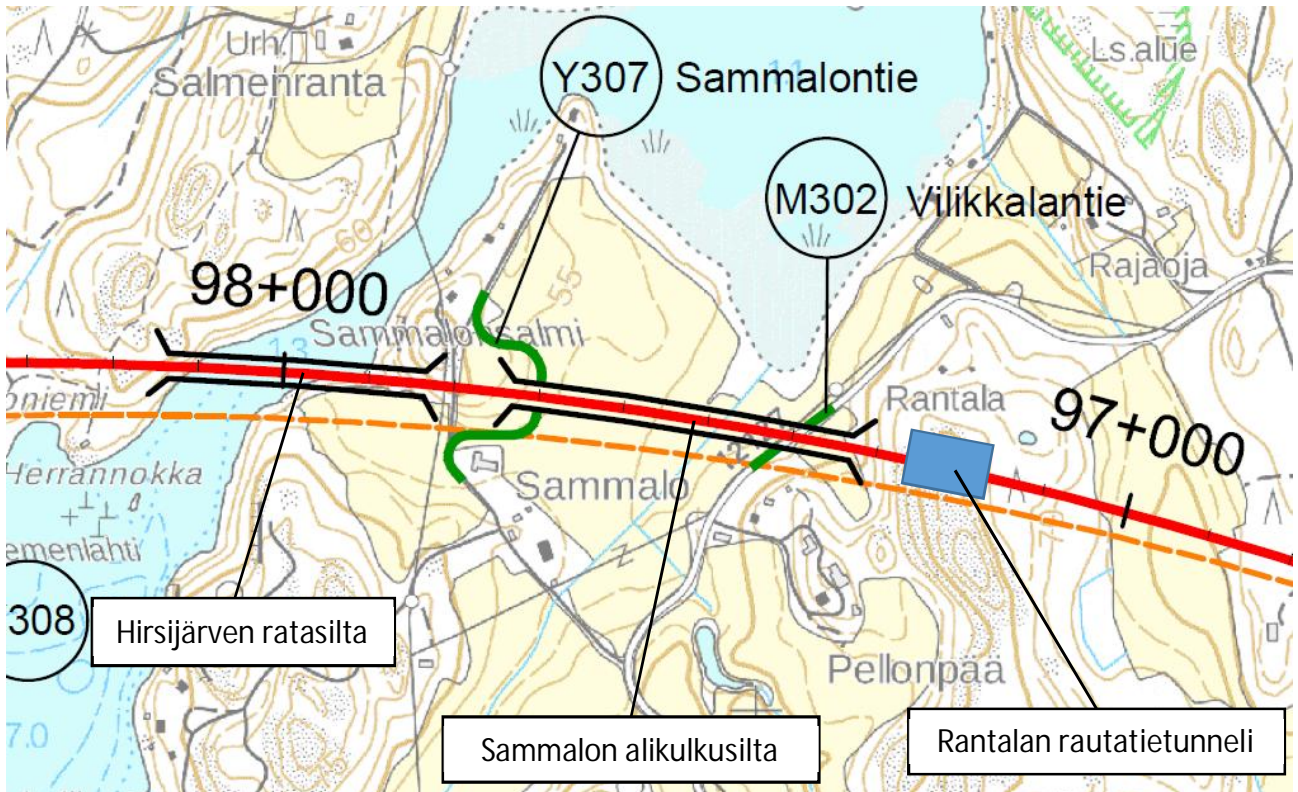 Urh.
Salmenranta
Y307 Sammalontie
11
Ls.alue
M302 Vilikkalantie
Rajaoja
60
98+000
55
Sammalonsalmi
13
Rantala
97+000
Herrannokka
Sammalo
308
Hirsijärven ratasilta
Pellonpää
7.0
Sammalon alikulkusilta
Rantalan rautatietunneli